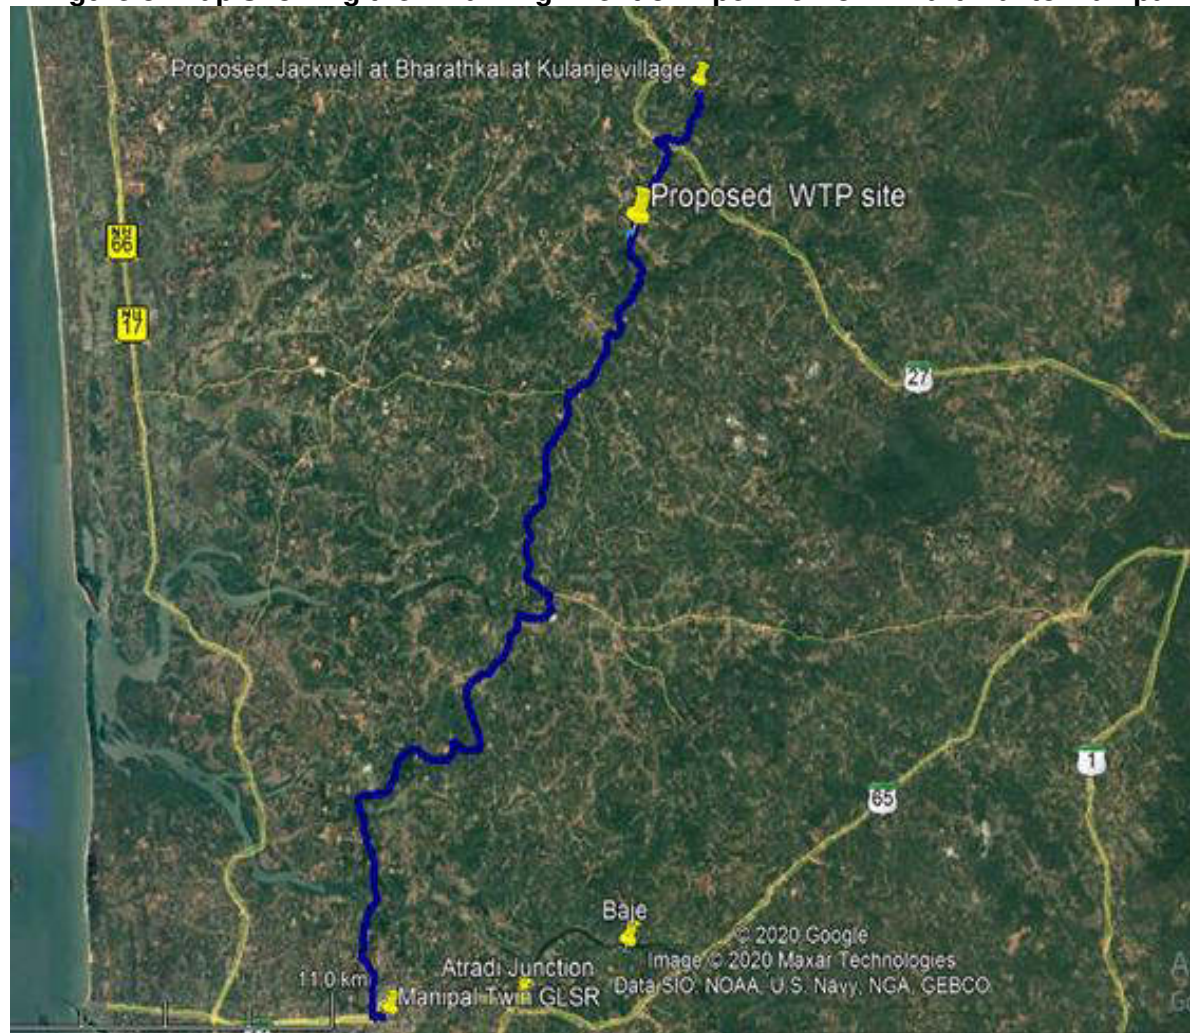 Proposed Jackwell at Bharathkal at Kulanje village
Proposed WTP site
NH
66
NH
17
27
65
1
Baje
© 2020 Google
Image © 2020 Maxar Technologies
Data SIO, NOAA, U.S. Navy, NGA, GEBCO
Atradi Junction
11.0 km
Manipal Twin GLSR